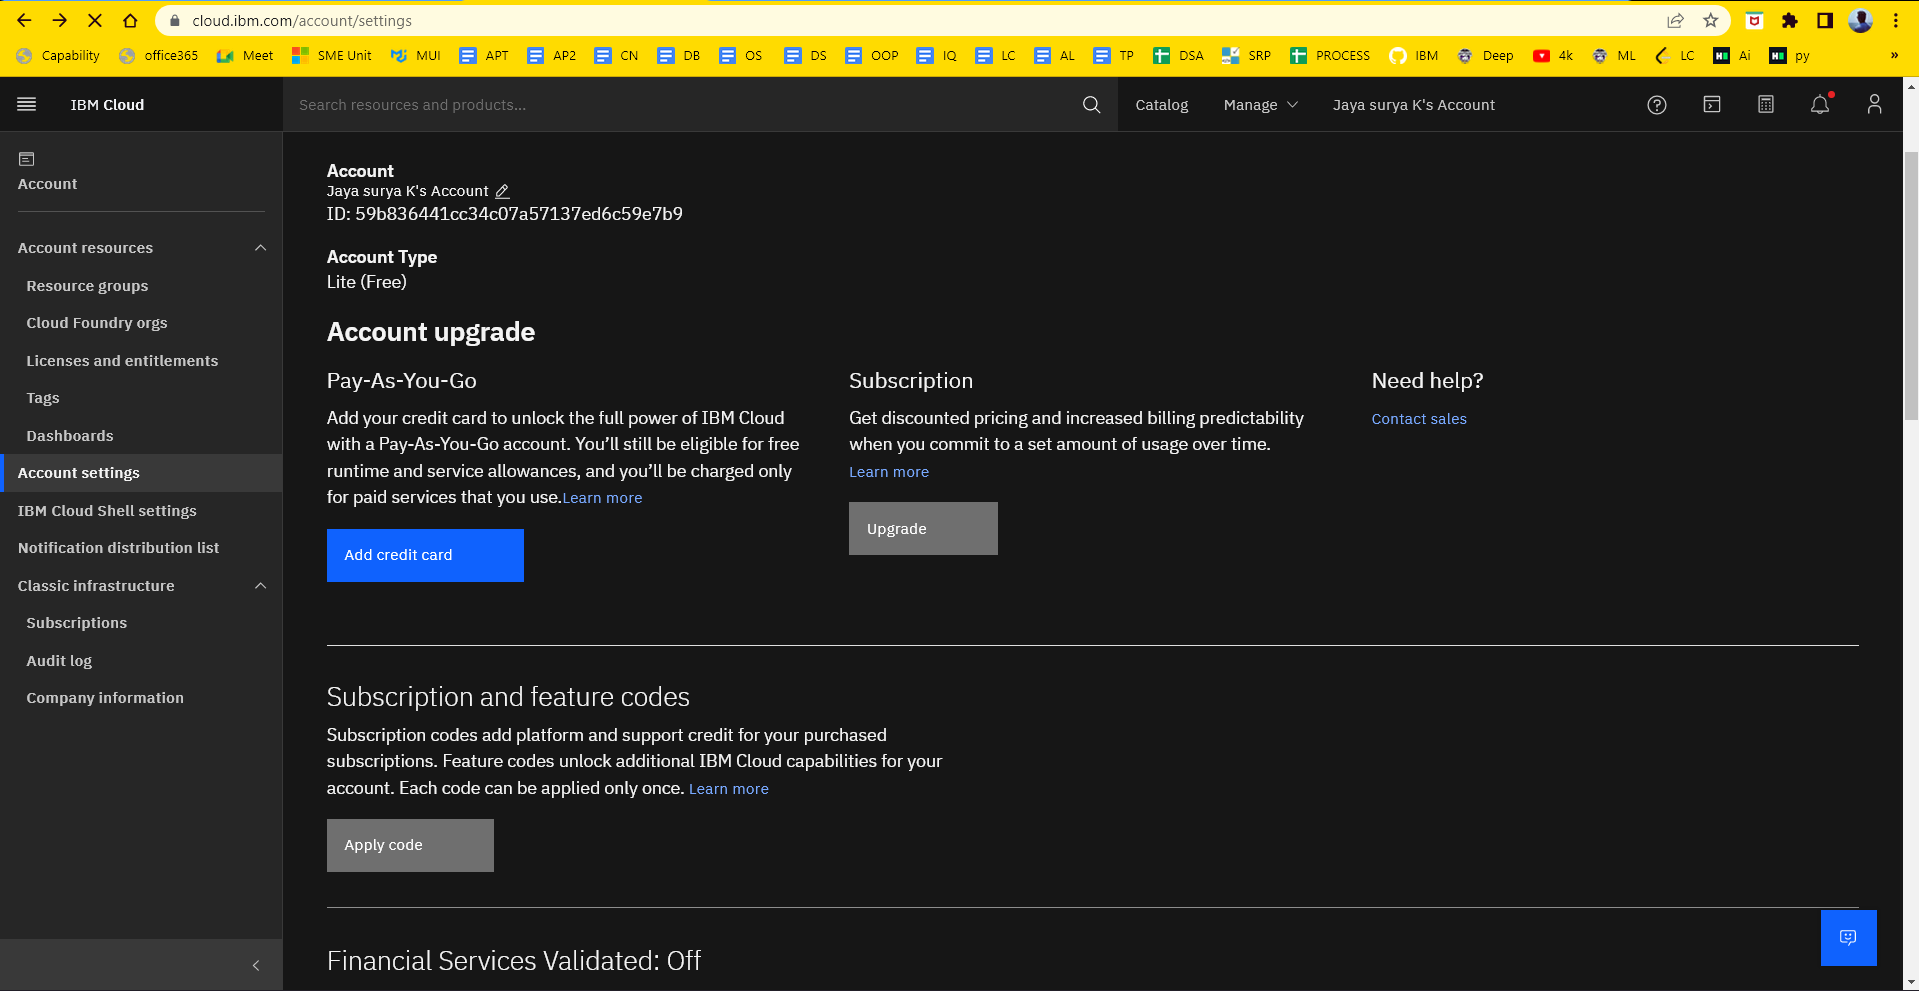 cloud.ibm.com/account/settings
Capability office365 Meet SME Unit MUI APT AP2 CN DB OS DS OOP IQ LC AL TP DSA SRP PROCESS IBM Deep 4k ML LC Ai py »
IBM Cloud Search resources and products... Catalog Manage Jaya surya K's Account
Account
Account resources
Resource groups
Cloud Foundry orgs
Licenses and entitlements
Tags
Dashboards
Account settings
IBM Cloud Shell settings
Notification distribution list
Classic infrastructure
Subscriptions
Audit log
Company information
Account
Jaya surya K's Account
ID: 59b836441cc34c07a57137ed6c59e7b9
Account Type
Lite (Free)
Account upgrade
Pay-As-You-Go
Add your credit card to unlock the full power of IBM Cloud
with a Pay-As-You-Go account. You’ll still be eligible for free
runtime and service allowances, and you’ll be charged only
for paid services that you use.Learn more
Add credit card
Subscription
Get discounted pricing and increased billing predictability
when you commit to a set amount of usage over time.
Learn more
Upgrade
Need help?
Contact sales
Subscription and feature codes
Subscription codes add platform and support credit for your purchased
subscriptions. Feature codes unlock additional IBM Cloud capabilities for your
account. Each code can be applied only once. Learn more
Apply code
Financial Services Validated: Off